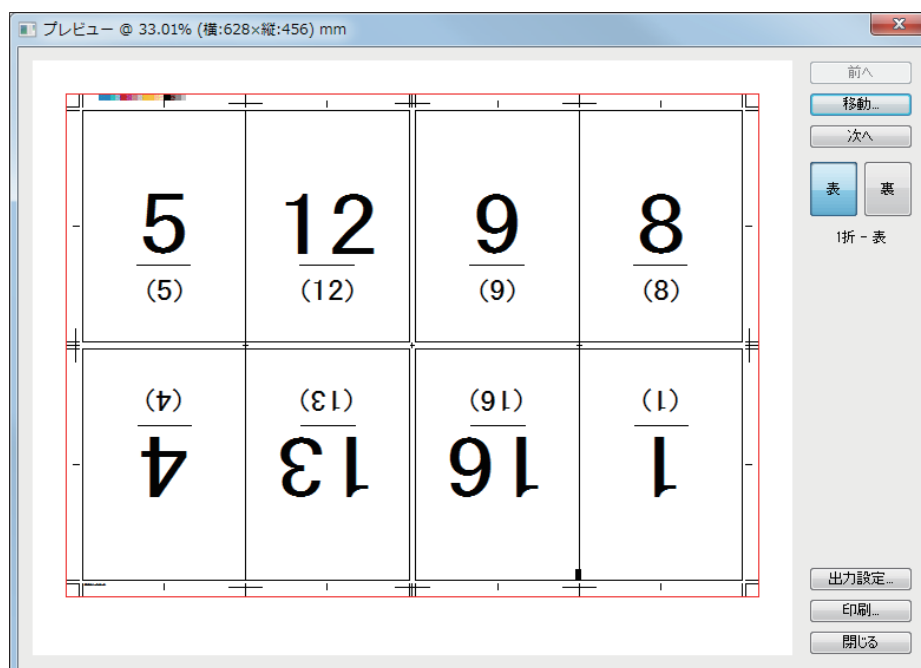 プレビュー @ 33.01% (横:628×縦:456) mm
前へ
移動...
次へ
表 裏
1折 - 表
5 12 9 8
(5) (12) (9) (8)
(4) (13) (16) (1)
4 13 16 1
出力設定...
印刷...
閉じる